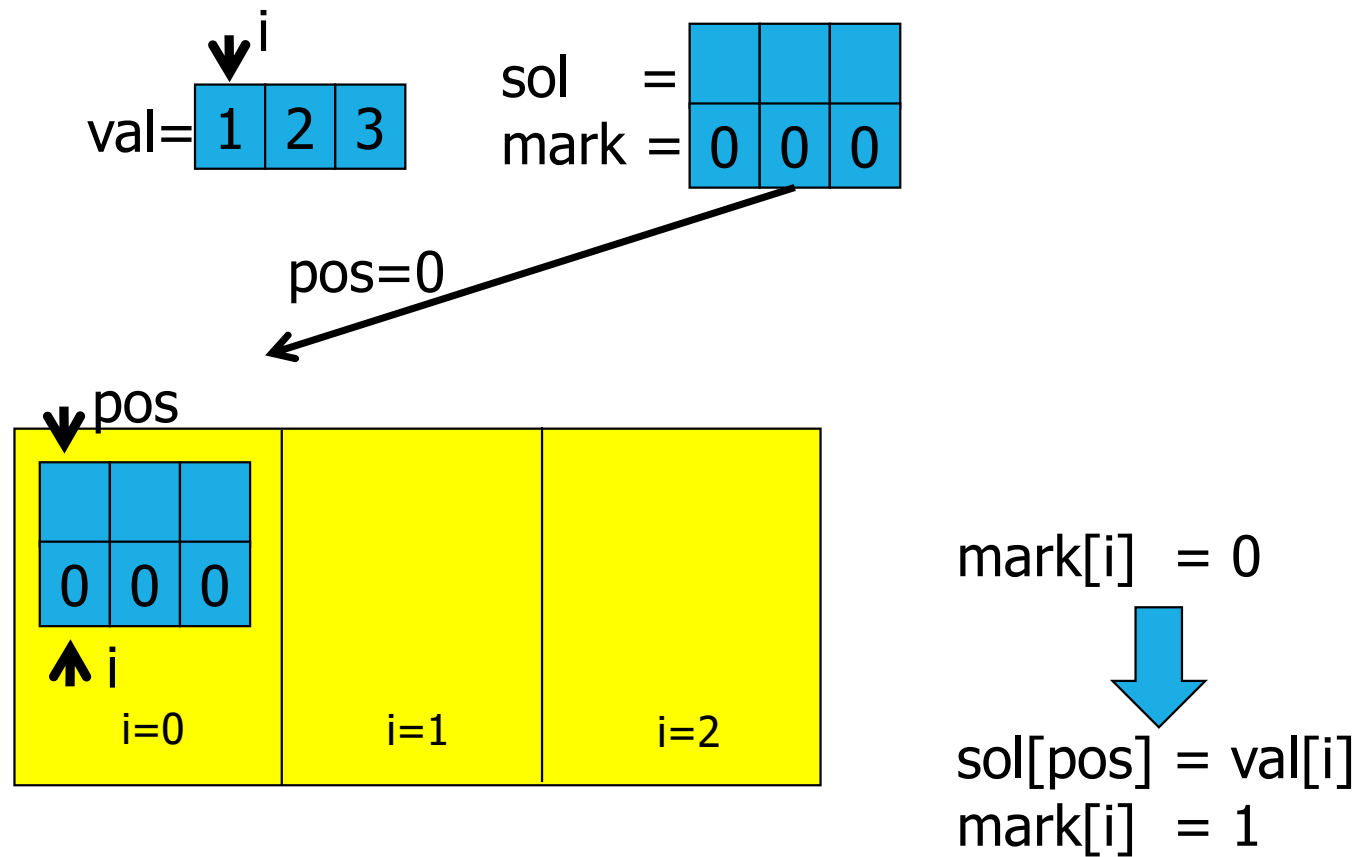 i
val= 1 2 3
sol =
mark = 0 0 0
pos=0
pos
0 0 0
i
i=0 i=1 i=2
mark[i] = 0
sol[pos] = val[i]
mark[i] = 1